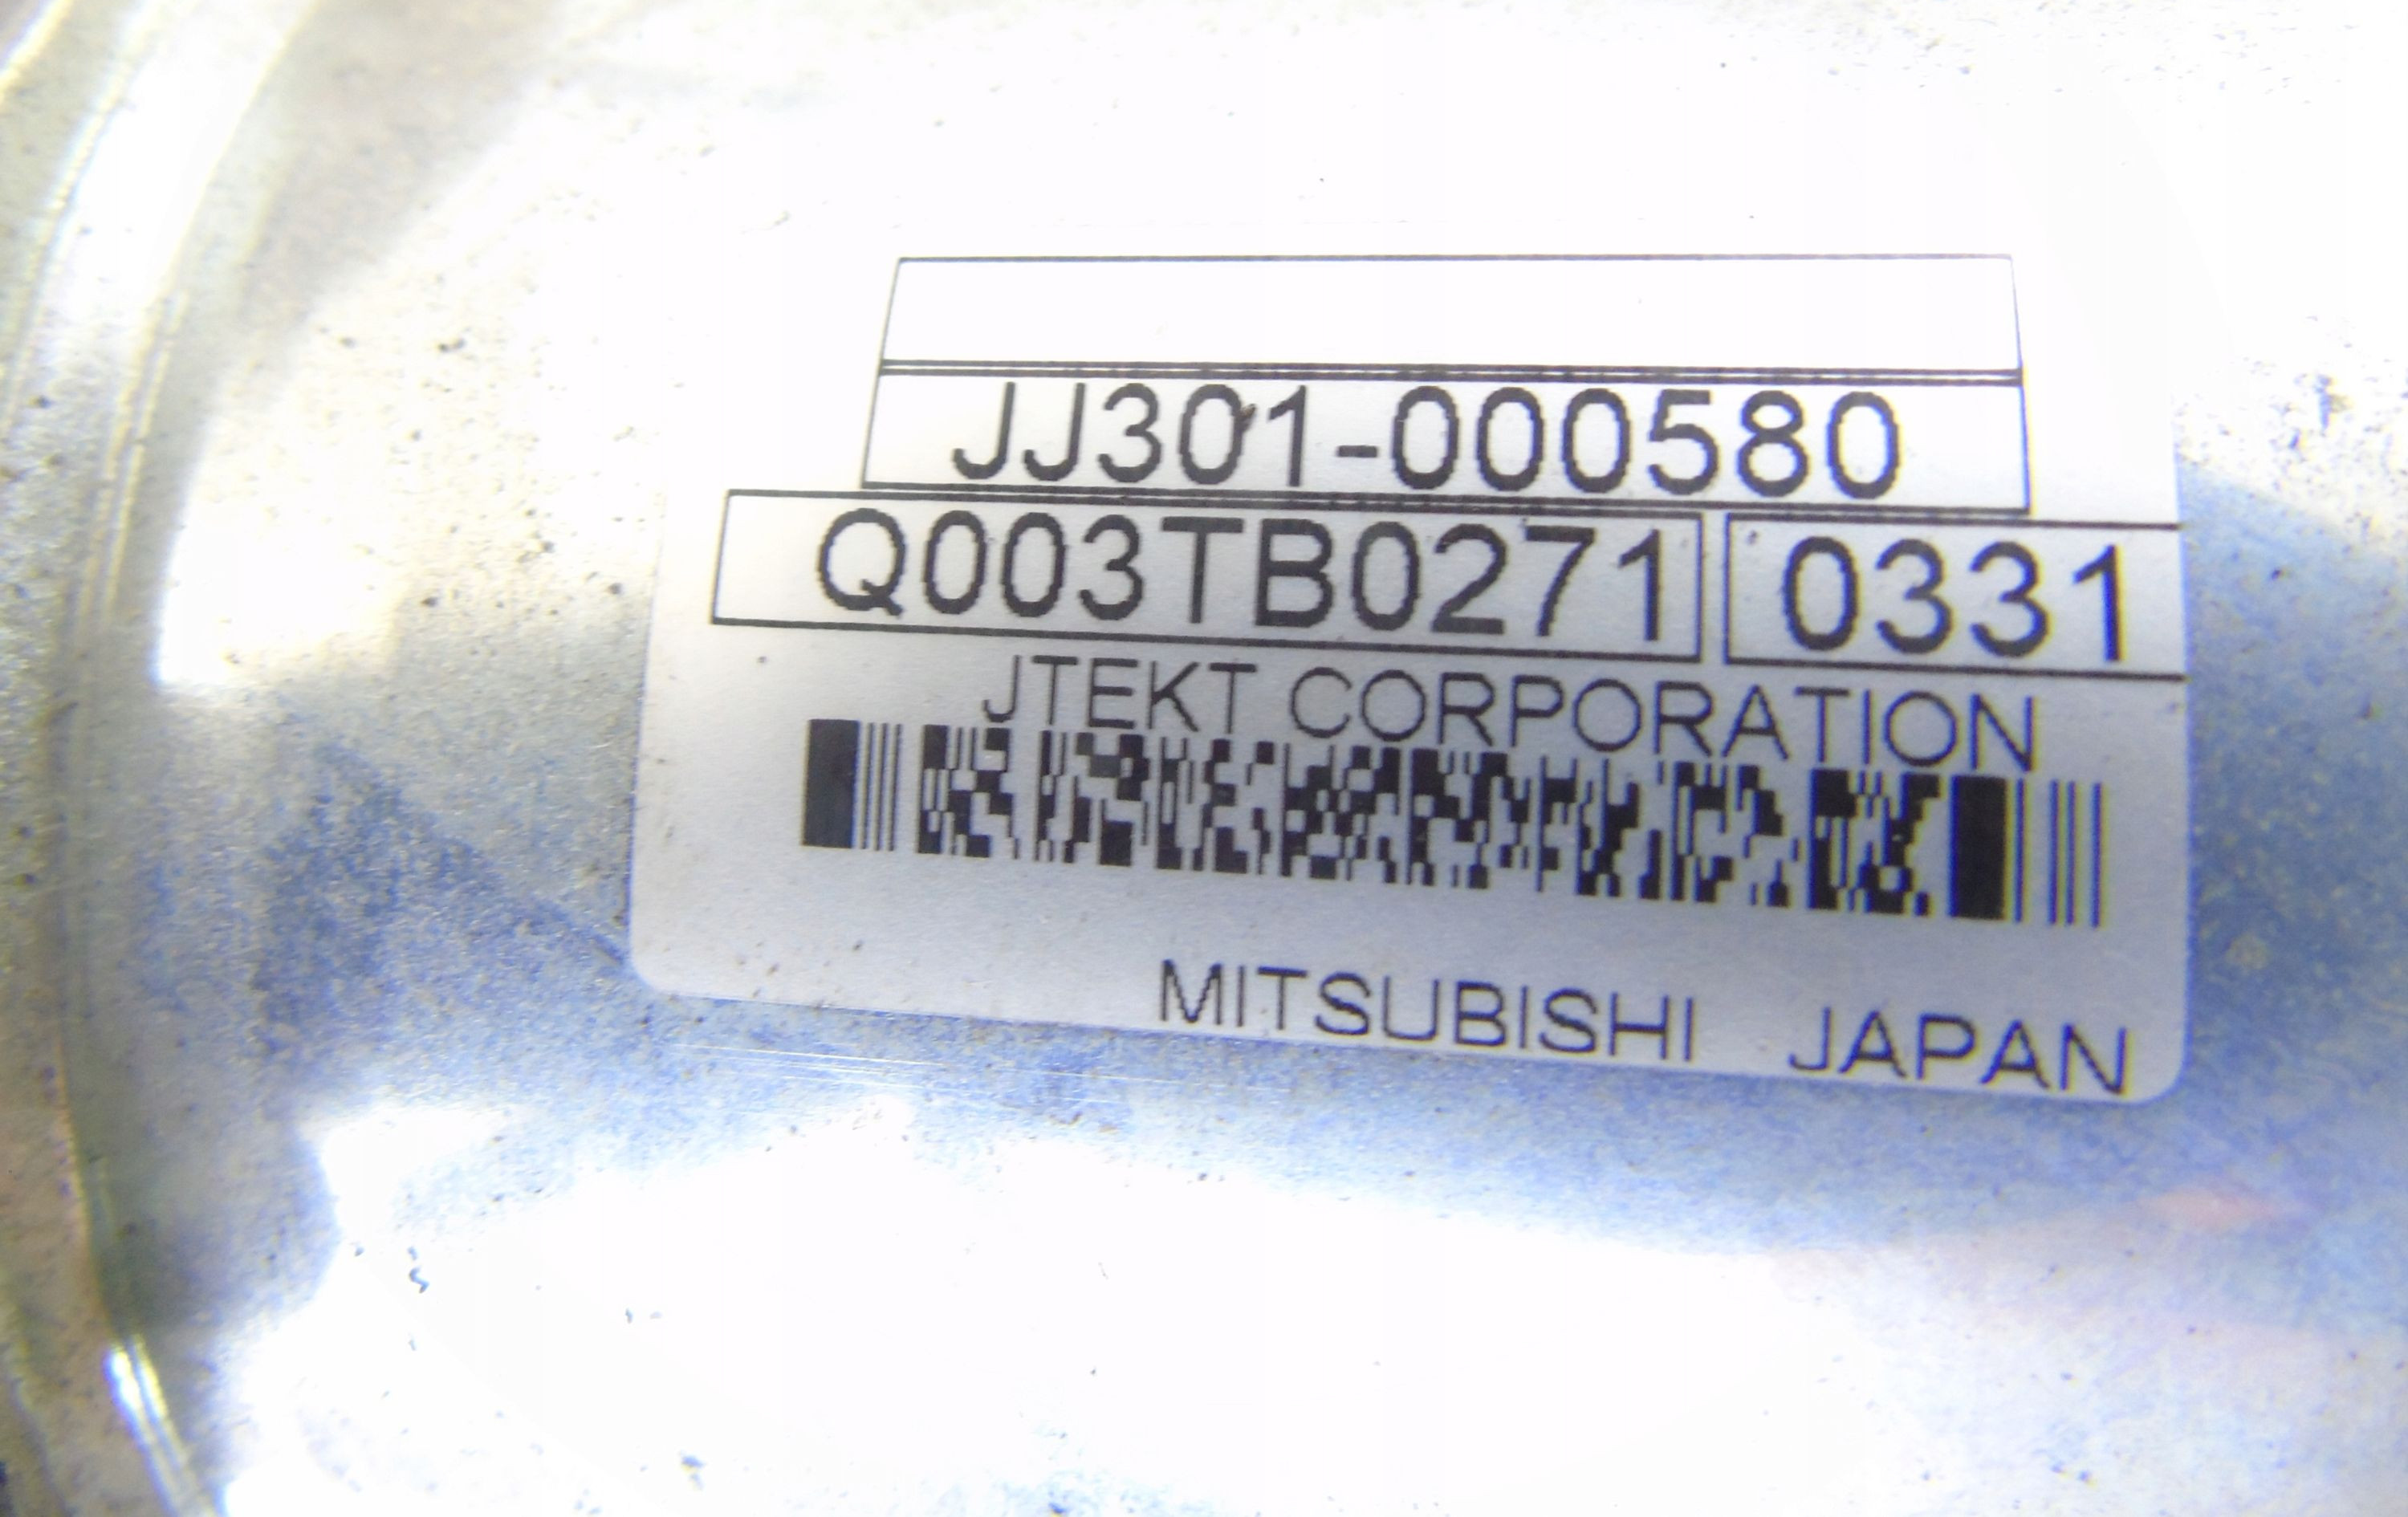 JJ301-000580
Q003TB0271 0331
JTEKT CORPORATION
MITSUBISHI JAPAN